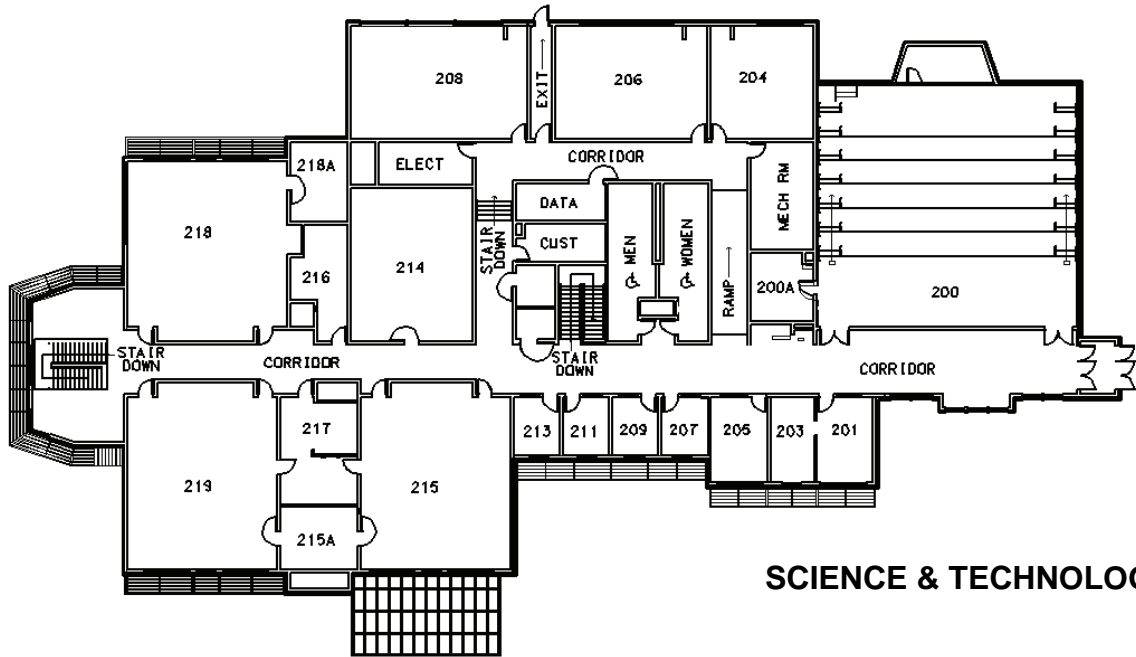 208
EXIT
206
204
CORRIDOR
218A
ELECT
MECH RM
DATA
218
STAIR
DOWN
CUST
MEN
WOMEN
216
214
RAMP
200A
200
STAIR
DOWN
CORRIDOR
STAIR
DOWN
CORRIDOR
217
213
211
209
207
205
203
201
219
215
215A
SCIENCE & TECHNOLOG